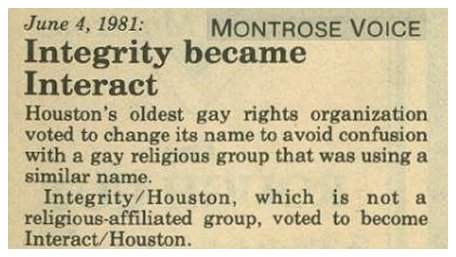 June 4, 1981:
MONTROSE VOICE
Integrity became
Interact
Houston's oldest gay rights organization
voted to change its name to avoid confusion
with a gay religious group that was using a
similar name.
Integrity/Houston, which is not a
religious-affiliated group, voted to become
Interact/Houston.